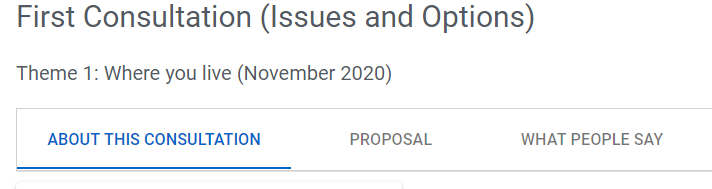 First Consultation (Issues and Options)
Theme 1: Where you live (November 2020)
ABOUT THIS CONSULTATION PROPOSAL WHAT PEOPLE SAY